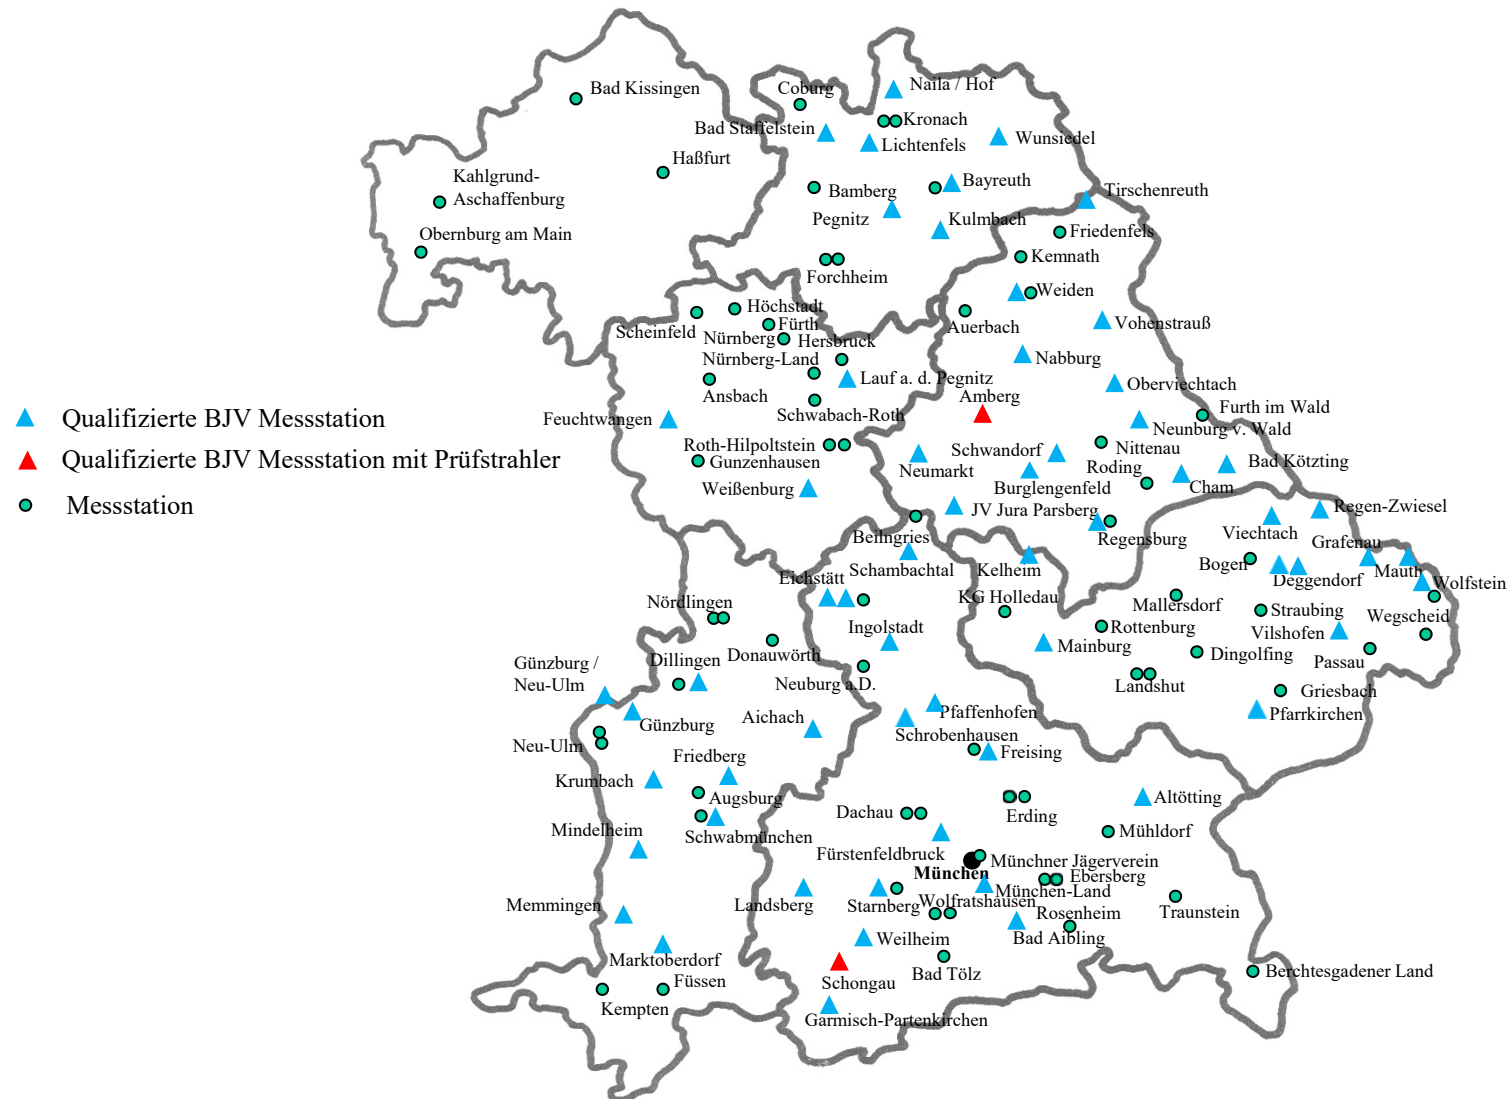 Bad Kissingen
Haßfurt
Kahlgrund-
Aschaffenburg
Obernburg am Main
Coburg
Naila / Hof
Kronach
Bad Staffelstein
Lichtenfels
Wunsiedel
Bayreuth
Bamberg
Pegnitz
Kulmbach
Forchheim
Tirschenreuth
Friedenfels
Kemnath
Weiden
Auerbach
Vohenstrauß
Nabburg
Oberviechtach
Amberg
Furth im Wald
Neunburg v. Wald
Nittenau
Schwandorf
Roding
Bad Kötzting
Neumarkt
Burglengenfeld
Cham
JV Jura Parsberg
Regensburg
Höchstadt
Scheinfeld
Fürth
Nürnberg
Hersbruck
Nürnberg-Land
Lauf a. d. Pegnitz
Ansbach
Schwabach-Roth
Feuchtwangen
Roth-Hilpoltstein
Gunzenhausen
Weißenburg
Qualifizierte BJV Messstation
Qualifizierte BJV Messstation mit Prüfstrahler
Messstation
Beilngries
Schambachtal
Kelheim
Eichstätt
KG Holledau
Ingolstadt
Mainburg
Neuburg a.D.
Regen-Zwiesel
Viechtach
Grafenau
Bogen
Deggendorf
Mauth
Wolfstein
Mallersdorf
Straubing
Wegscheid
Rottenburg
Vilshofen
Dingolfing
Passau
Landshut
Griesbach
Pfarrkirchen
Nördlingen
Donauwörth
Dillingen
Günzburg /
Neu-Ulm
Günzburg
Aichach
Neu-Ulm
Friedberg
Krumbach
Augsburg
Schwabmünchen
Mindelheim
Memmingen
Marktoberdorf
Füssen
Kempten
Pfaffenhofen
Schrobenhausen
Freising
Erding
Altötting
Dachau
Mühldorf
Fürstenfeldbruck
Münchner Jägerverein
München
Ebersberg
München-Land
Landsberg
Starnberg
Wolfratshausen
Rosenheim
Traunstein
Weilheim
Bad Aibling
Bad Tölz
Schongau
Berchtesgadener Land
Garmisch-Partenkirchen